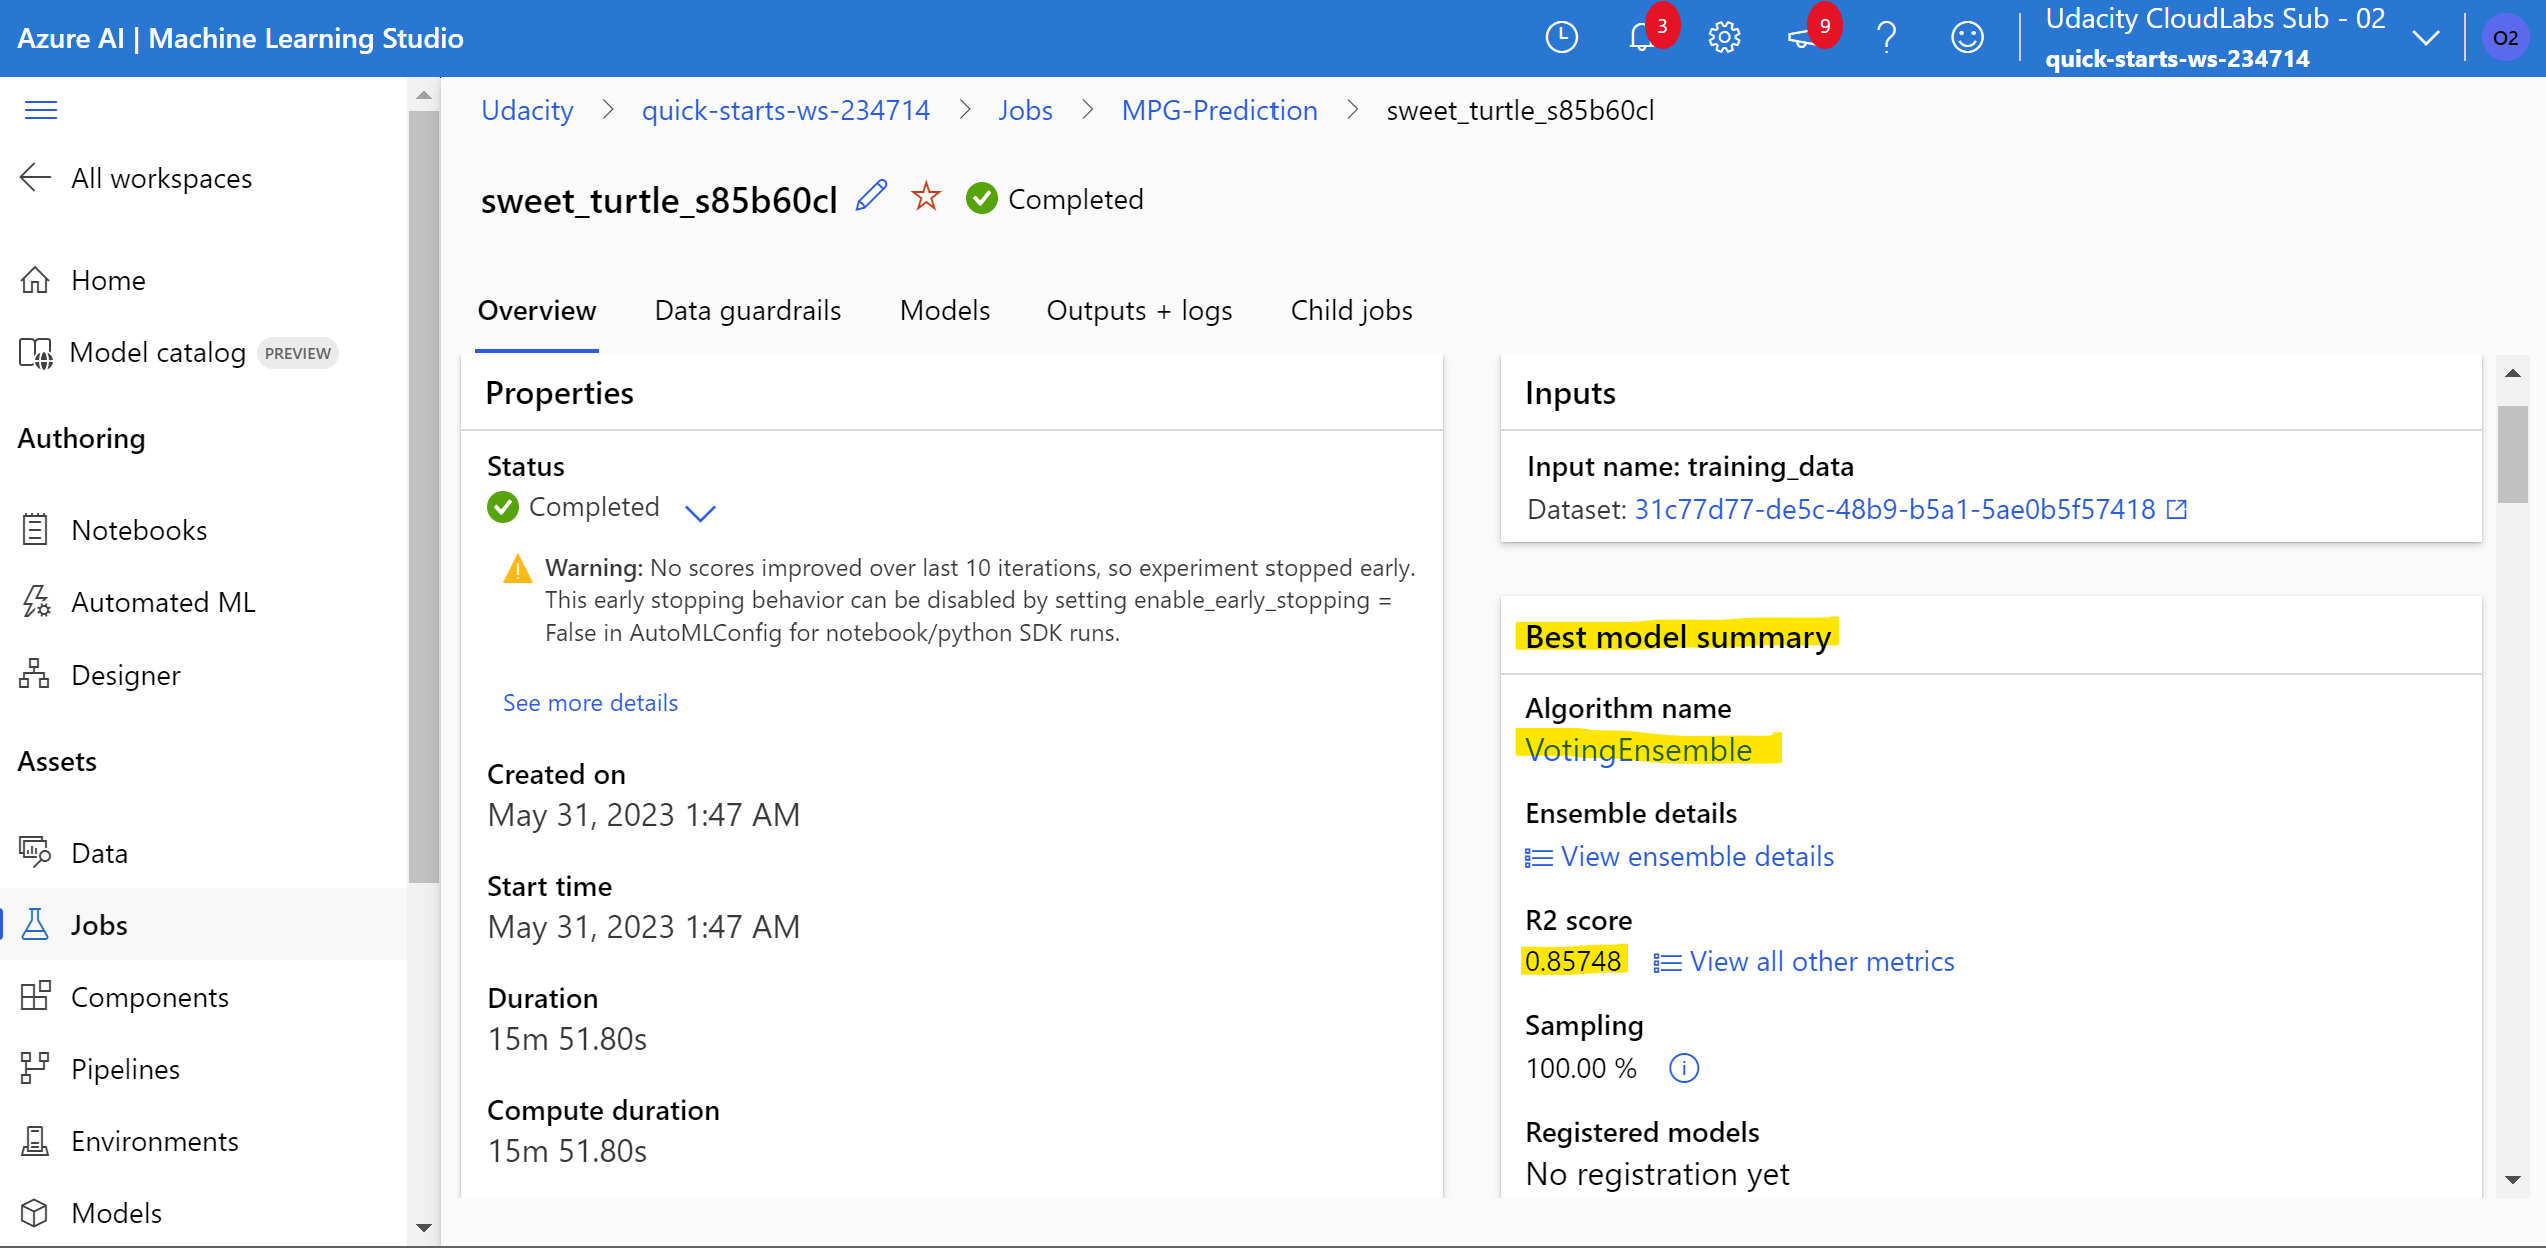 Azure AI | Machine Learning Studio
3
9
Udacity CloudLabs Sub - 02
quick-starts-ws-234714
O2
All workspaces
Home
Model catalog PREVIEW
Authoring
Notebooks
Automated ML
Designer
Assets
Data
Jobs
Components
Pipelines
Environments
Models
Udacity > quick-starts-ws-234714 > Jobs > MPG-Prediction > sweet_turtle_s85b60cl
sweet_turtle_s85b60cl Completed
Overview Data guardrails Models Outputs + logs Child jobs
Properties
Status
Completed
Warning: No scores improved over last 10 iterations, so experiment stopped early.
This early stopping behavior can be disabled by setting enable_early_stopping =
False in AutoMLConfig for notebook/python SDK runs.
See more details
Created on
May 31, 2023 1:47 AM
Start time
May 31, 2023 1:47 AM
Duration
15m 51.80s
Compute duration
15m 51.80s
Inputs
Input name: training_data
Dataset: 31c77d77-de5c-48b9-b5a1-5ae0b5f57418
Best model summary
Algorithm name
VotingEnsemble
Ensemble details
View ensemble details
R2 score
0.85748 View all other metrics
Sampling
100.00 %
Registered models
No registration yet